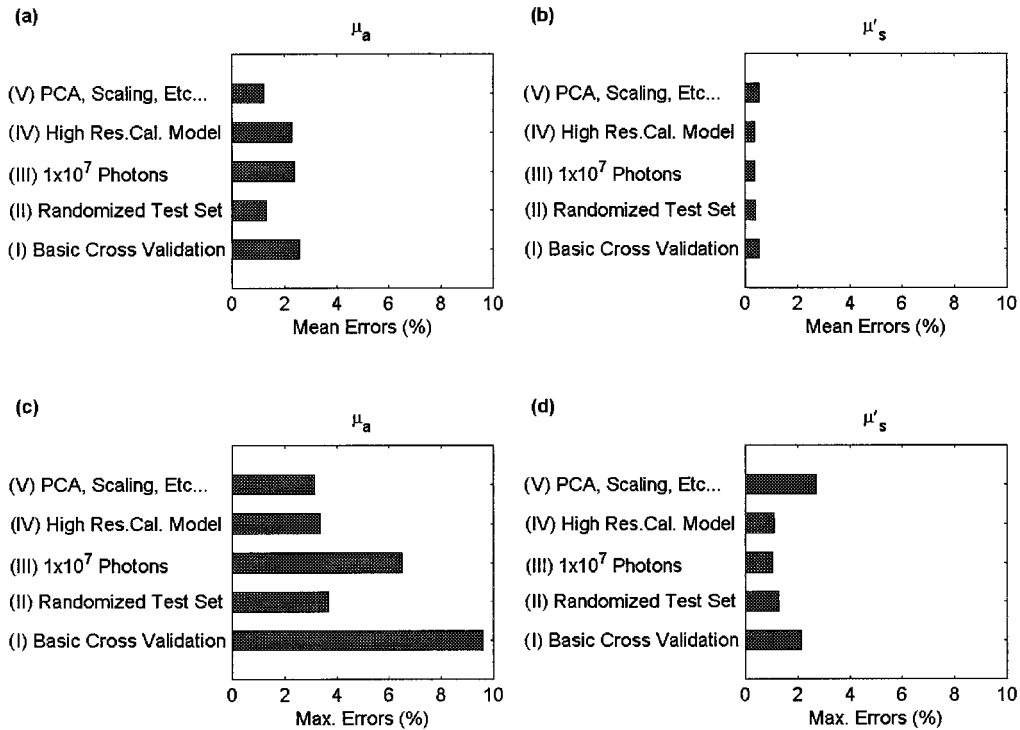 (a)
μa
(V) PCA, Scaling, Etc...
(IV) High Res.Cal. Model
(III) 1x10^7 Photons
(II) Randomized Test Set
(I) Basic Cross Validation
0 2 4 6 8 10
Mean Errors (%)
(b)
μ's
(V) PCA, Scaling, Etc...
(IV) High Res.Cal. Model
(III) 1x10^7 Photons
(II) Randomized Test Set
(I) Basic Cross Validation
0 2 4 6 8 10
Mean Errors (%)
(c)
μa
(V) PCA, Scaling, Etc...
(IV) High Res.Cal. Model
(III) 1x10^7 Photons
(II) Randomized Test Set
(I) Basic Cross Validation
0 2 4 6 8 10
Max. Errors (%)
(d)
μ's
(V) PCA, Scaling, Etc...
(IV) High Res.Cal. Model
(III) 1x10^7 Photons
(II) Randomized Test Set
(I) Basic Cross Validation
0 2 4 6 8 10
Max. Errors (%)